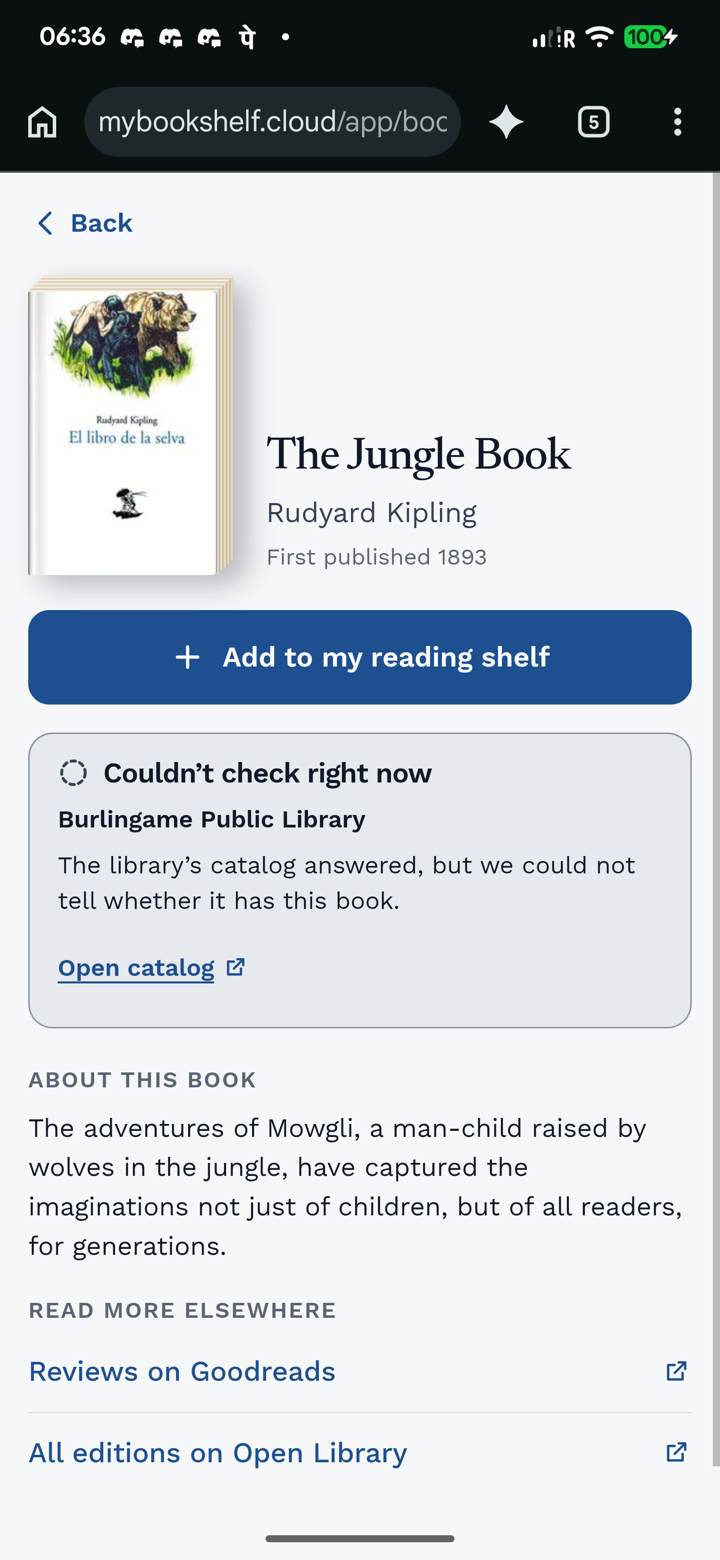 06:36 पे
R 100
mybookshelf.cloud/app/boo
5
Back
Rudyard Kipling
El libro de la selva
The Jungle Book
Rudyard Kipling
First published 1893
Add to my reading shelf
Couldn’t check right now
Burlingame Public Library
The library’s catalog answered, but we could not
tell whether it has this book.
Open catalog
ABOUT THIS BOOK
The adventures of Mowgli, a man-child raised by
wolves in the jungle, have captured the
imaginations not just of children, but of all readers,
for generations.
READ MORE ELSEWHERE
Reviews on Goodreads
All editions on Open Library